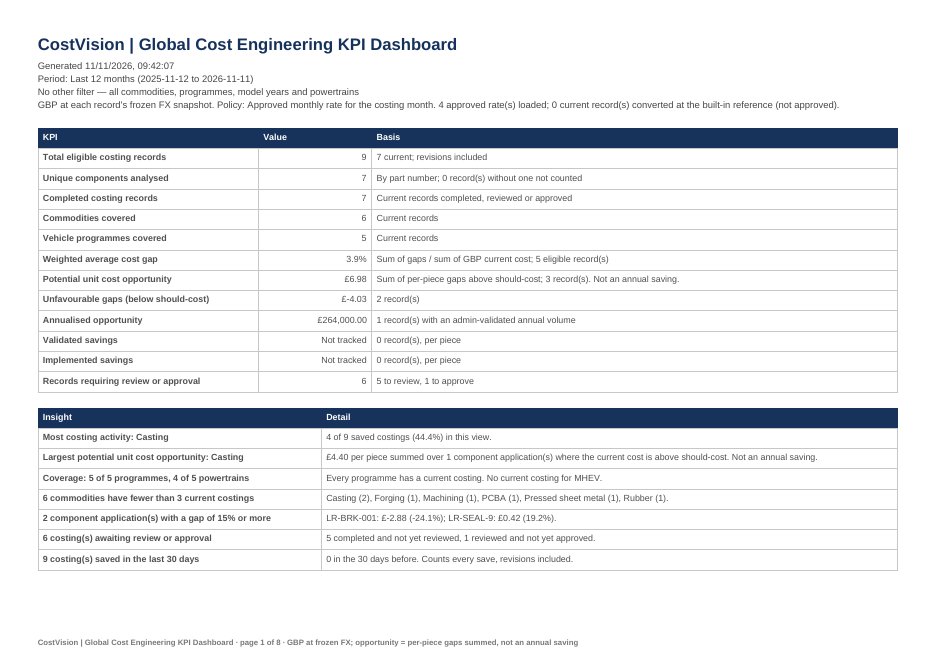 CostVision | Global Cost Engineering KPI Dashboard
Generated 11/11/2026, 09:42:07
Period: Last 12 months (2025-11-12 to 2026-11-11)
No other filter — all commodities, programmes, model years and powertrains
GBP at each record's frozen FX snapshot. Policy: Approved monthly rate for the costing month. 4 approved rate(s) loaded; 0 current record(s) converted at the built-in reference (not approved).
KPI Value Basis
Total eligible costing records 9 7 current; revisions included
Unique components analysed 7 By part number; 0 record(s) without one not counted
Completed costing records 7 Current records completed, reviewed or approved
Commodities covered 6 Current records
Vehicle programmes covered 5 Current records
Weighted average cost gap 3.9% Sum of gaps / sum of GBP current cost; 5 eligible record(s)
Potential unit cost opportunity £6.98 Sum of per-piece gaps above should-cost; 3 record(s). Not an annual saving.
Unfavourable gaps (below should-cost) £-4.03 2 record(s)
Annualised opportunity £264,000.00 1 record(s) with an admin-validated annual volume
Validated savings Not tracked 0 record(s), per piece
Implemented savings Not tracked 0 record(s), per piece
Records requiring review or approval 6 5 to review, 1 to approve
Insight Detail
Most costing activity: Casting 4 of 9 saved costings (44.4%) in this view.
Largest potential unit cost opportunity: Casting £4.40 per piece summed over 1 component application(s) where the current cost is above should-cost. Not an annual saving.
Coverage: 5 of 5 programmes, 4 of 5 powertrains Every programme has a current costing. No current costing for MHEV.
6 commodities have fewer than 3 current costings Casting (2), Forging (1), Machining (1), PCBA (1), Pressed sheet metal (1), Rubber (1).
2 component application(s) with a gap of 15% or more LR-BRK-001: £-2.88 (-24.1%); LR-SEAL-9: £0.42 (19.2%).
6 costing(s) awaiting review or approval 5 completed and not yet reviewed, 1 reviewed and not yet approved.
9 costing(s) saved in the last 30 days 0 in the 30 days before. Counts every save, revisions included.
CostVision | Global Cost Engineering KPI Dashboard · page 1 of 8 · GBP at frozen FX; opportunity = per-piece gaps summed, not an annual saving